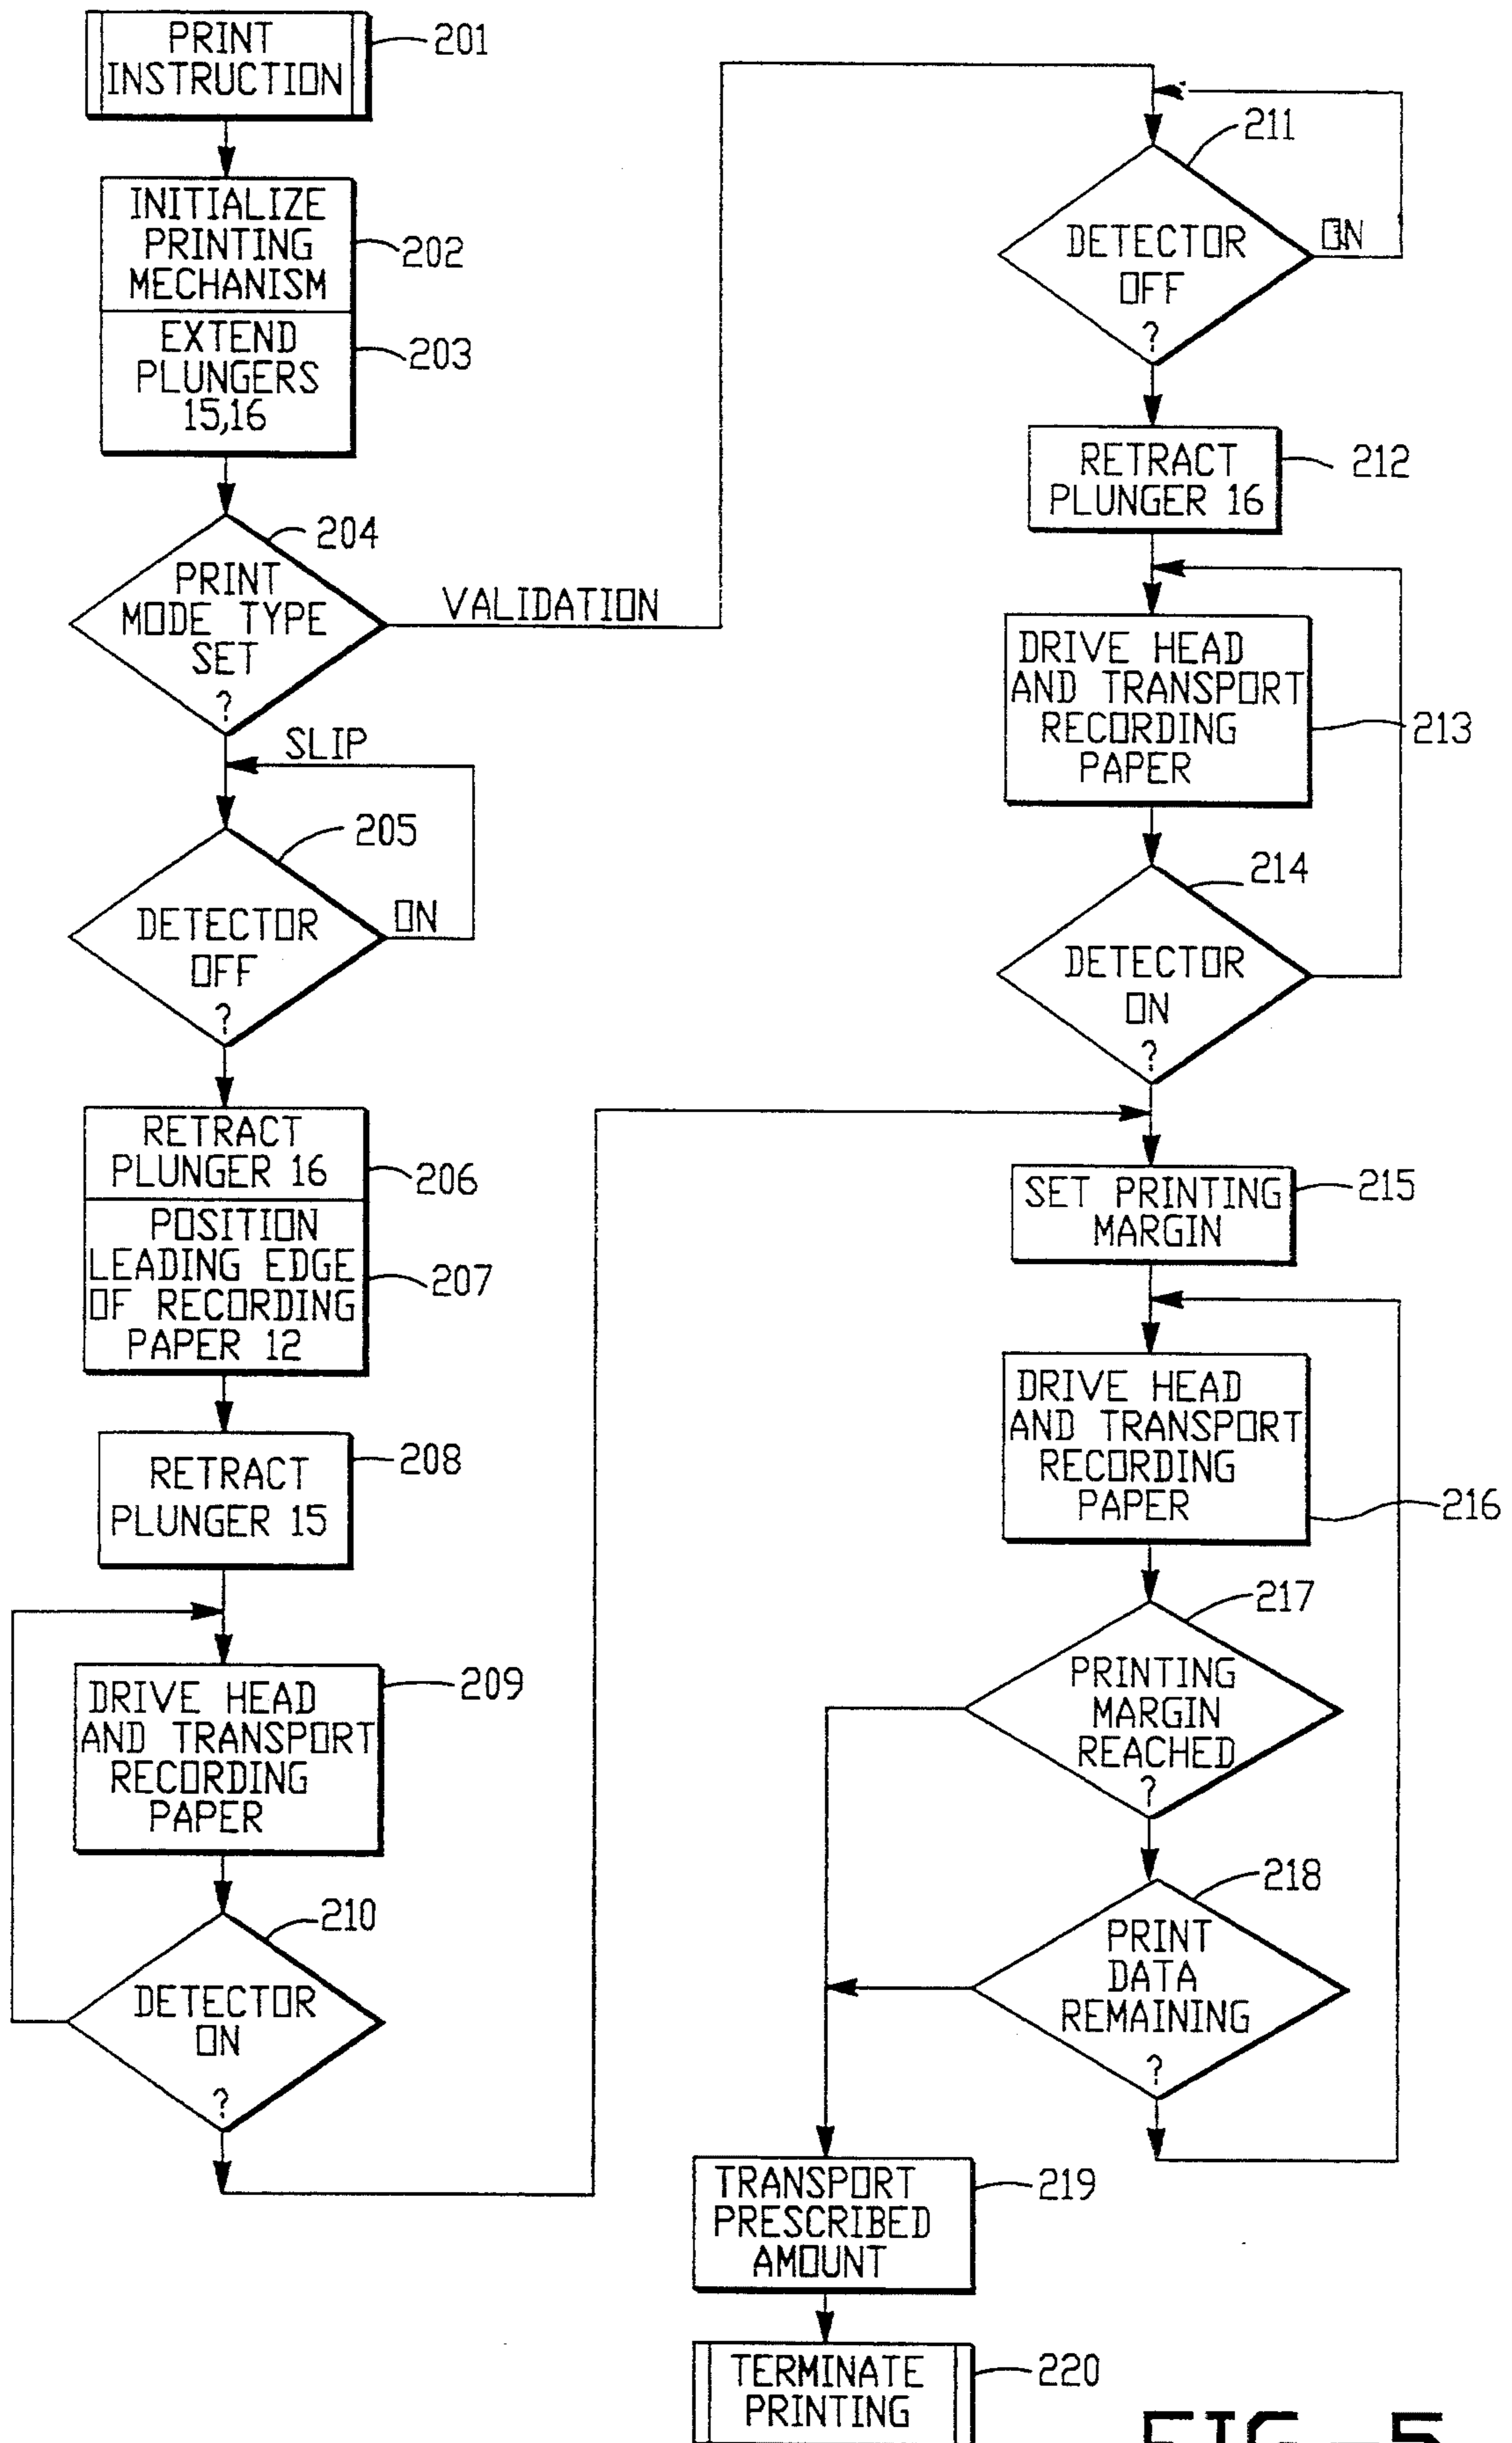 PRINT
INSTRUCTION
201
INITIALIZE
PRINTING
MECHANISM
202
EXTEND
PLUNGERS
15,16
203
204
PRINT
MODE TYPE
SET
?
VALIDATION
SLIP
205
DETECTOR
OFF
?
ON
RETRACT
PLUNGER 16
206
POSITION
LEADING EDGE
OF RECORDING
PAPER 12
207
RETRACT
PLUNGER 15
208
DRIVE HEAD
AND TRANSPORT
RECORDING
PAPER
209
210
DETECTOR
ON
?
211
DETECTOR
OFF
?
ON
RETRACT
PLUNGER 16
212
DRIVE HEAD
AND TRANSPORT
RECORDING
PAPER
213
214
DETECTOR
ON
?
SET PRINTING
MARGIN
215
DRIVE HEAD
AND TRANSPORT
RECORDING
PAPER
216
217
PRINTING
MARGIN
REACHED
?
218
PRINT
DATA
REMAINING
?
TRANSPORT
PRESCRIBED
AMOUNT
219
TERMINATE
PRINTING
220
FIG.-5